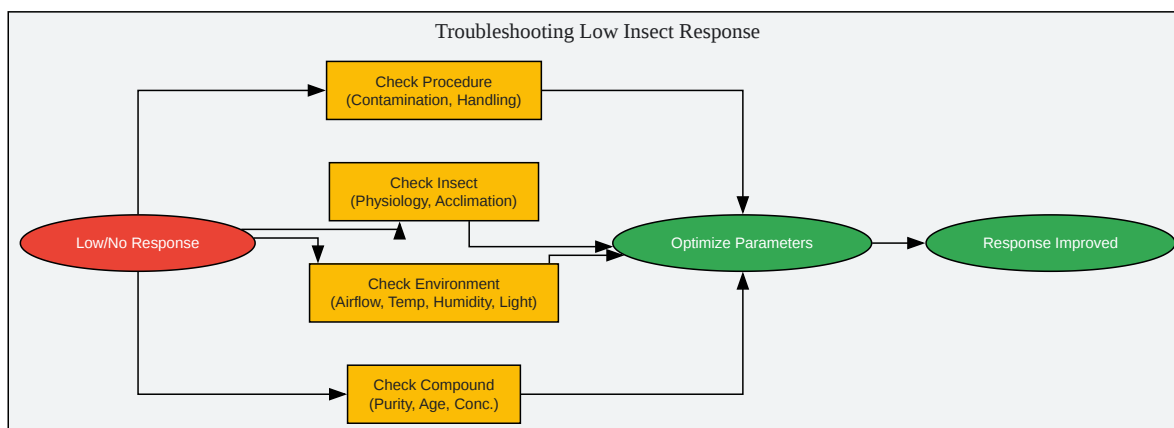 Troubleshooting Low Insect Response
Check Procedure
(Contamination, Handling)
Check Insect
(Physiology, Acclimation)
Low/No Response
Optimize Parameters
Response Improved
Check Environment
(Airflow, Temp, Humidity, Light)
Check Compound
(Purity, Age, Conc.)